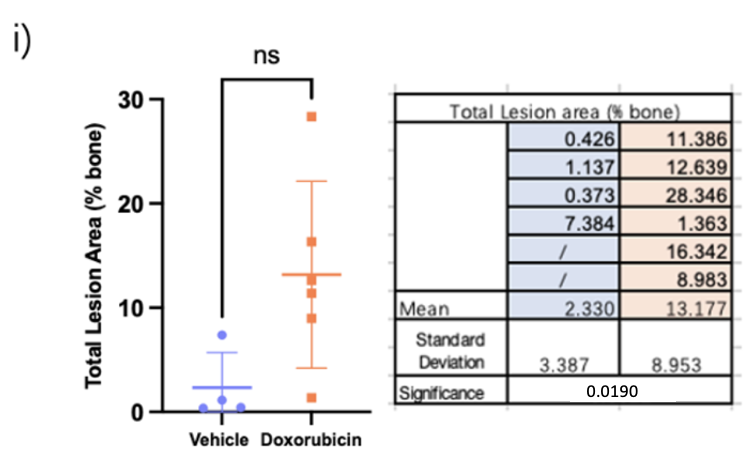 i)
ns
Total Lesion Area (% bone)
30
20
10
0
Vehicle Doxorubicin
Total Lesion area (% bone)
0.426 11.386
1.137 12.639
0.373 28.346
7.384 1.363
/ 16.342
/ 8.983
Mean 2.330 13.177
Standard
Deviation 3.387 8.953
Significance 0.0190